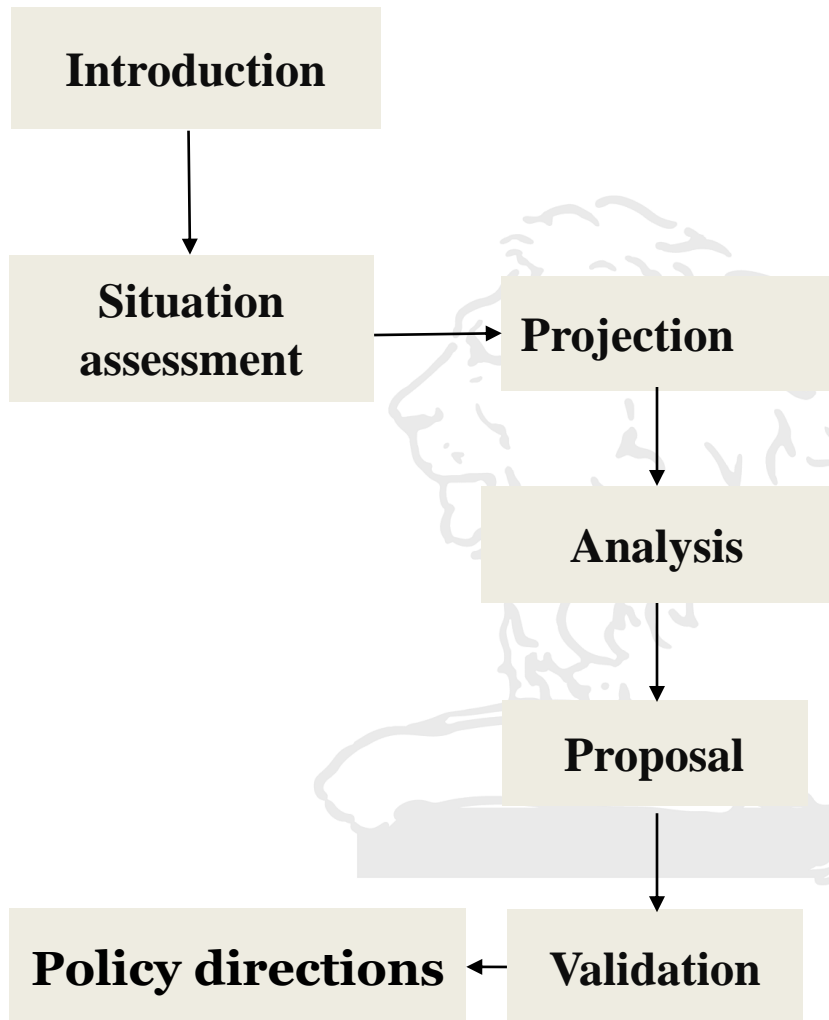 Introduction
Situation
assessment
Projection
Analysis
Proposal
Validation
Policy directions